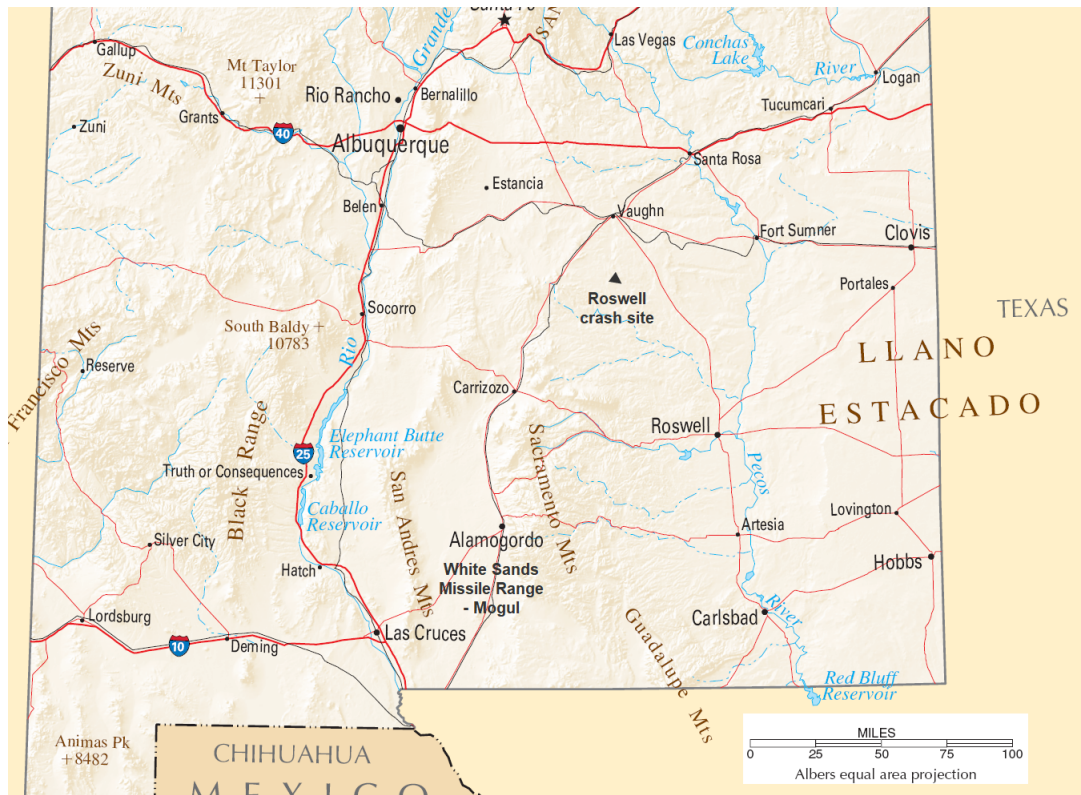 Santa Fe
SAN
Grande
Las Vegas
Conchas
Lake
River
Logan
Gallup
Zuni Mts
Mt Taylor
11301
Rio Rancho
Bernalillo
Tucumcari
Grants
40
Zuni
Albuquerque
Santa Rosa
Estancia
Belen
Vaughn
Fort Sumner
Clovis
Roswell
crash site
Portales
TEXAS
Socorro
South Baldy
10783
Rio
LLANO
ESTACADO
Francisco Mts
Reserve
Carrizozo
Black Range
Roswell
Elephant Butte
Reservoir
25
Truth or Consequences
Caballo
Reservoir
San Andres Mts
Sacramento Mts
Pecos
Lovington
Artesia
Silver City
Alamogordo
Hobbs
White Sands
Missile Range
- Mogul
Hatch
River
Carlsbad
Guadalupe Mts
Lordsburg
Las Cruces
10
Deming
Red Bluff
Reservoir
Animas Pk
+8482
CHIHUAHUA
MEXICO
MILES
0 25 50 75 100
Albers equal area projection